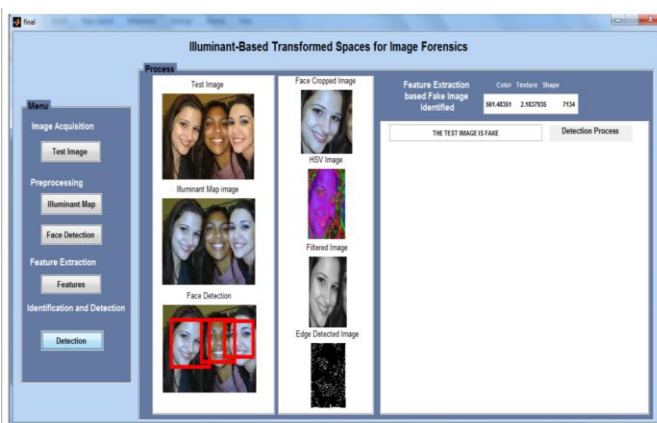 final
Illuminant-Based Transformed Spaces for Image Forensics
Menu
Image Acquisition
Test Image
Preprocessing
Illuminant Map
Face Detection
Feature Extraction
Features
Identification and Detection
Detection
Process
Test Image
Illuminant Map image
Face Detection
Face Cropped Image
HSV Image
Filtered Image
Edge Detected Image
Feature Extraction
based Fake Image
Identified
Color Texture Shape
561.48351 2.1837935 7134
THE TEST IMAGE IS FAKE
Detection Process